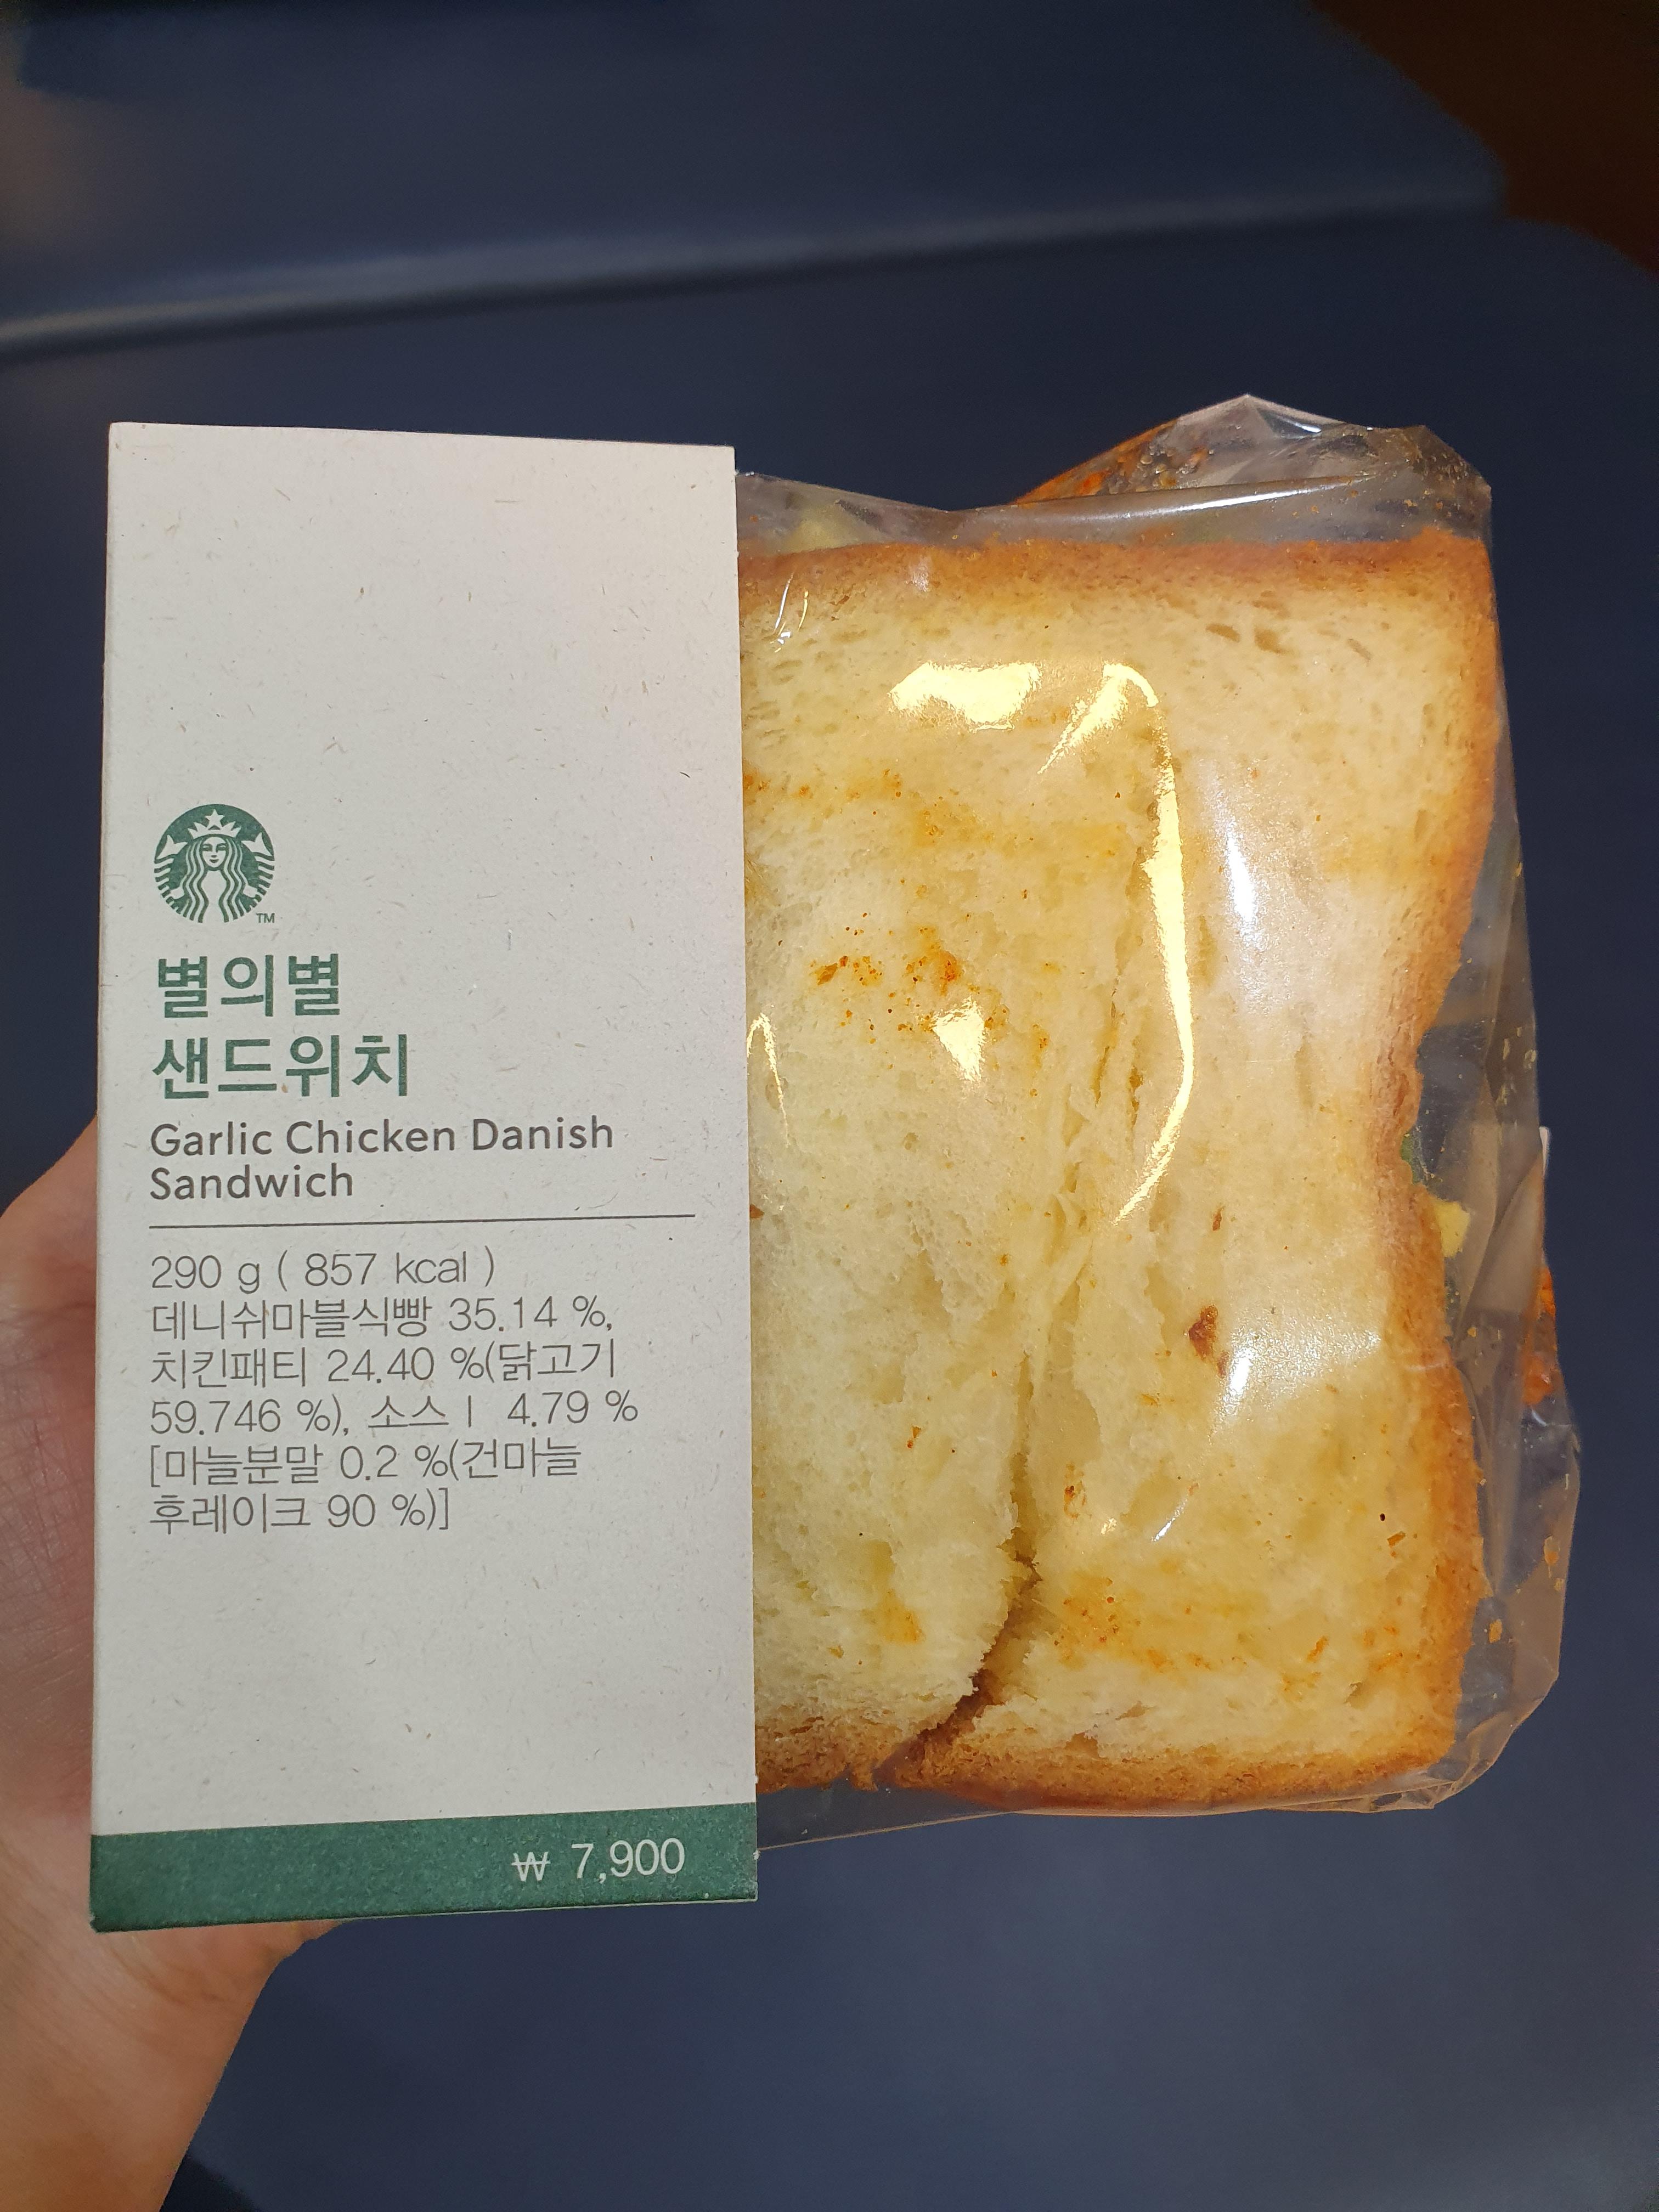 TM
별의별
샌드위치
Garlic Chicken Danish
Sandwich
290 g ( 857 kcal )
데니쉬마블식빵 35.14 %,
치킨패티 24.40 %(닭고기
59.746 %), 소스 I 4.79 %
[마늘분말 0.2 %(건마늘
후레이크 90 %)]
₩ 7,900